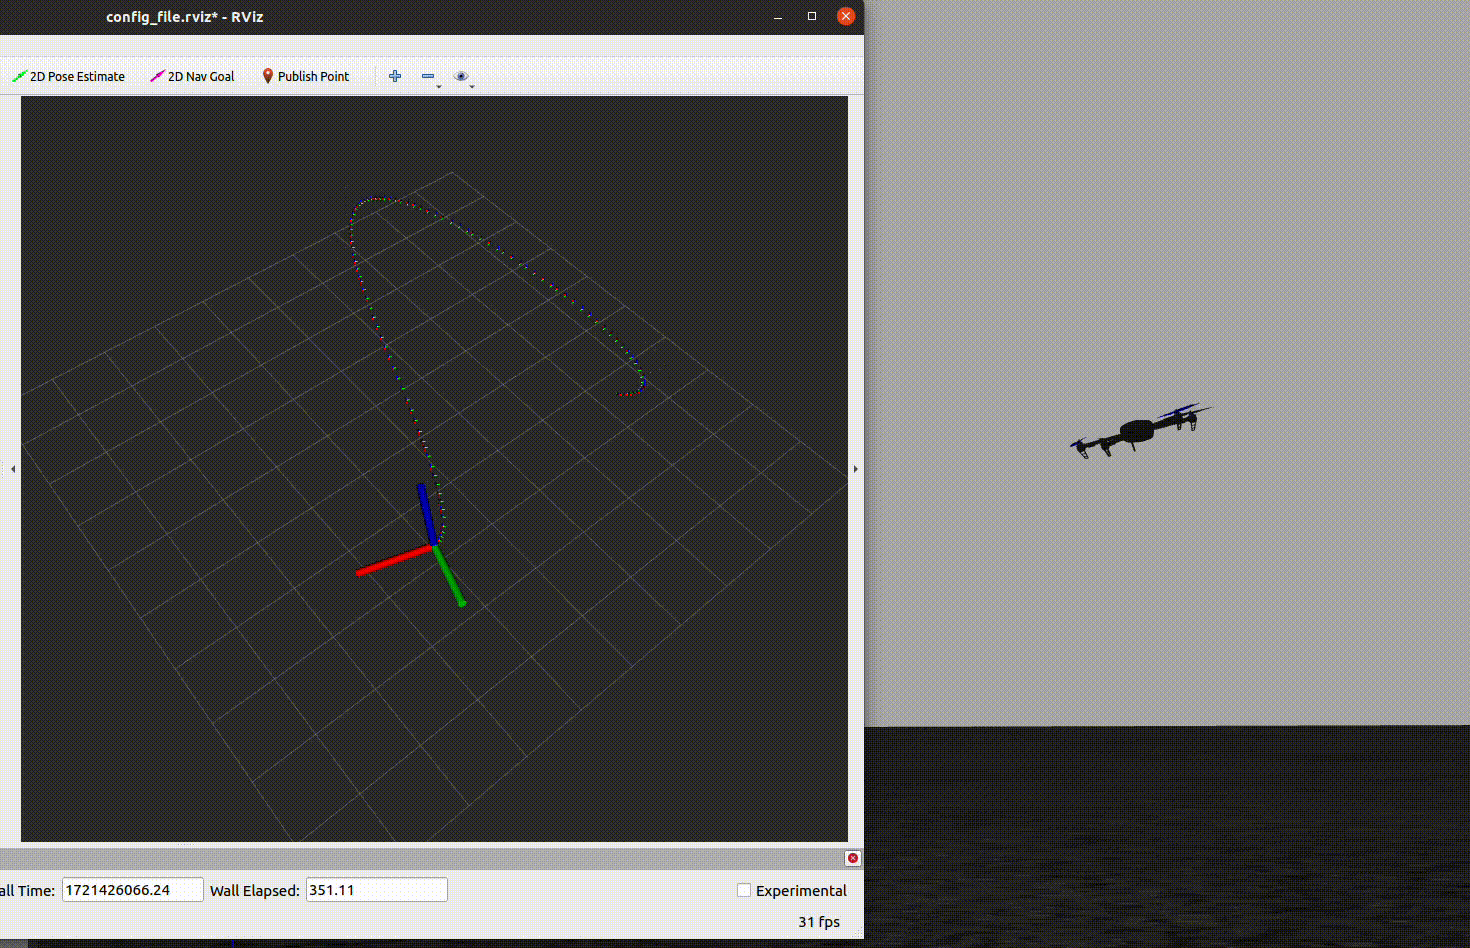 config_file.rviz* - RViz
2D Pose Estimate 2D Nav Goal Publish Point
all Time: 1721426066.24 Wall Elapsed: 351.11 Experimental
31 fps